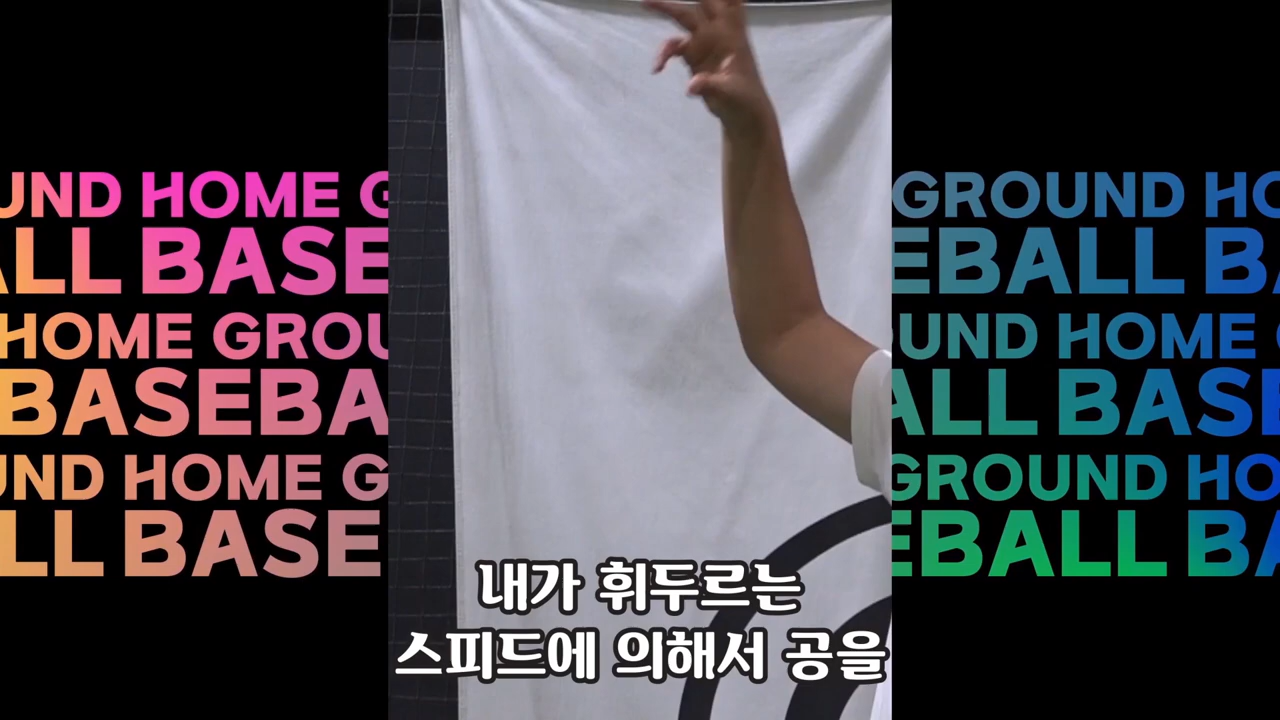 UND HOME G
ALL BASE
HOME GROU
BASEBA
UND HOME G
LL BASE
GROUND HO
EBALL BA
UND HOME G
ALL BASE
GROUND HO
EBALL BA
내가 휘두르는
스피드에 의해서 공을